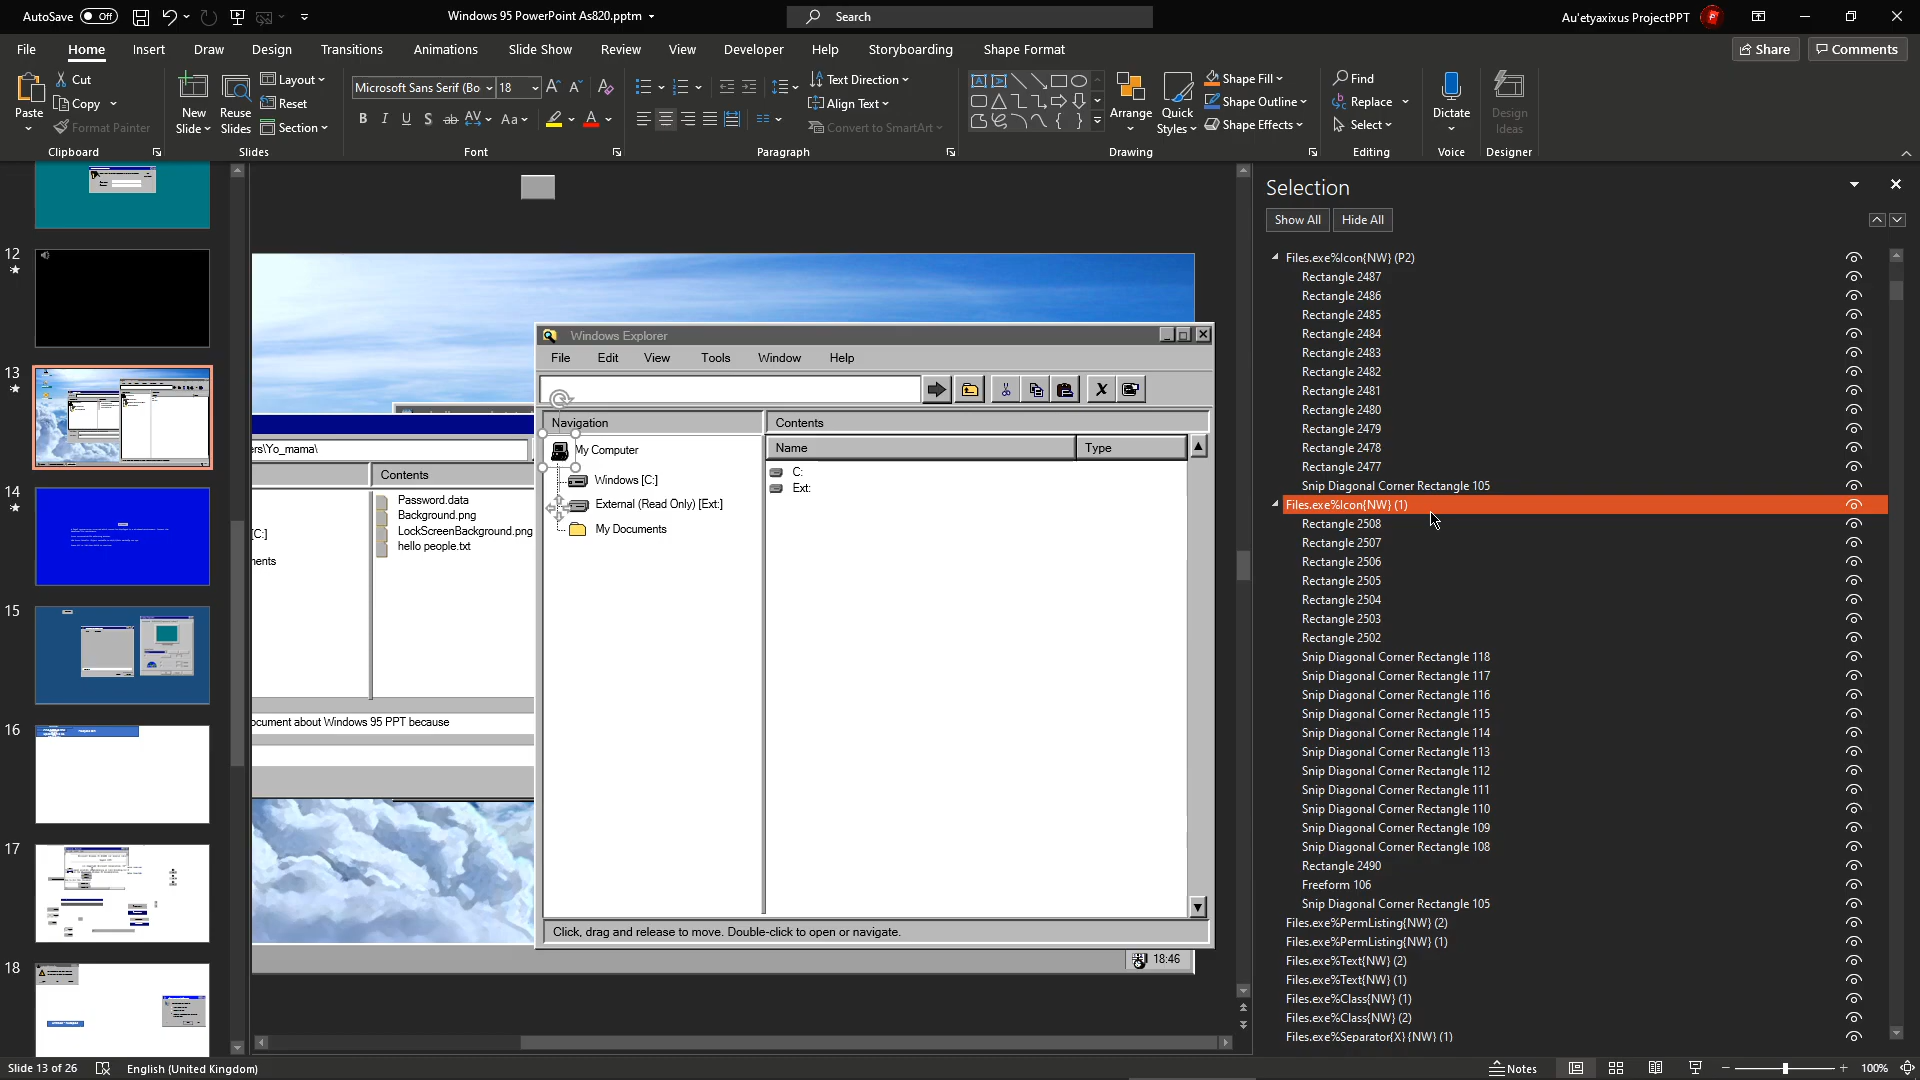 AutoSave Off
Windows 95 PowerPoint As820.pptm
Search
Au'etyaxixus ProjectPPT
File Home Insert Draw Design Transitions Animations Slide Show Review View Developer Help Storyboarding Shape Format
Share Comments
Paste Cut Copy Format Painter
New Slide Reuse Slides Layout Reset Section
Microsoft Sans Serif (Bo 18
Text Direction
Align Text
Convert to SmartArt
Arrange Quick Styles Shape Fill
Shape Outline
Shape Effects
Find
Replace
Select
Dictate
Design Ideas
Clipboard Slides Font Paragraph Drawing Editing Voice Designer
12
13
14
15
16
17
18
Windows Explorer
File Edit View Tools Window Help
Navigation Contents
My Computer
Windows [C:]
External (Read Only) [Ext:]
My Documents
Name Type
C:
Ext:
Click, drag and release to move. Double-click to open or navigate.
18:46
ers\Yo_mama\
Contents
Password.data
Background.png
LockScreenBackground.png
hello people.txt
[C:]
ments
ocument about Windows 95 PPT because
Selection
Show All Hide All
Files.exe%Icon{NW} (P2)
Rectangle 2487
Rectangle 2486
Rectangle 2485
Rectangle 2484
Rectangle 2483
Rectangle 2482
Rectangle 2481
Rectangle 2480
Rectangle 2479
Rectangle 2478
Rectangle 2477
Snip Diagonal Corner Rectangle 105
Files.exe%Icon{NW} (1)
Rectangle 2508
Rectangle 2507
Rectangle 2506
Rectangle 2505
Rectangle 2504
Rectangle 2503
Rectangle 2502
Snip Diagonal Corner Rectangle 118
Snip Diagonal Corner Rectangle 117
Snip Diagonal Corner Rectangle 116
Snip Diagonal Corner Rectangle 115
Snip Diagonal Corner Rectangle 114
Snip Diagonal Corner Rectangle 113
Snip Diagonal Corner Rectangle 112
Snip Diagonal Corner Rectangle 111
Snip Diagonal Corner Rectangle 110
Snip Diagonal Corner Rectangle 109
Snip Diagonal Corner Rectangle 108
Rectangle 2490
Freeform 106
Snip Diagonal Corner Rectangle 105
Files.exe%PermListing{NW} (2)
Files.exe%PermListing{NW} (1)
Files.exe%Text{NW} (2)
Files.exe%Text{NW} (1)
Files.exe%Class{NW} (1)
Files.exe%Class{NW} (2)
Files.exe%Separator{X} {NW} (1)
Slide 13 of 26 English (United Kingdom) Notes 100%